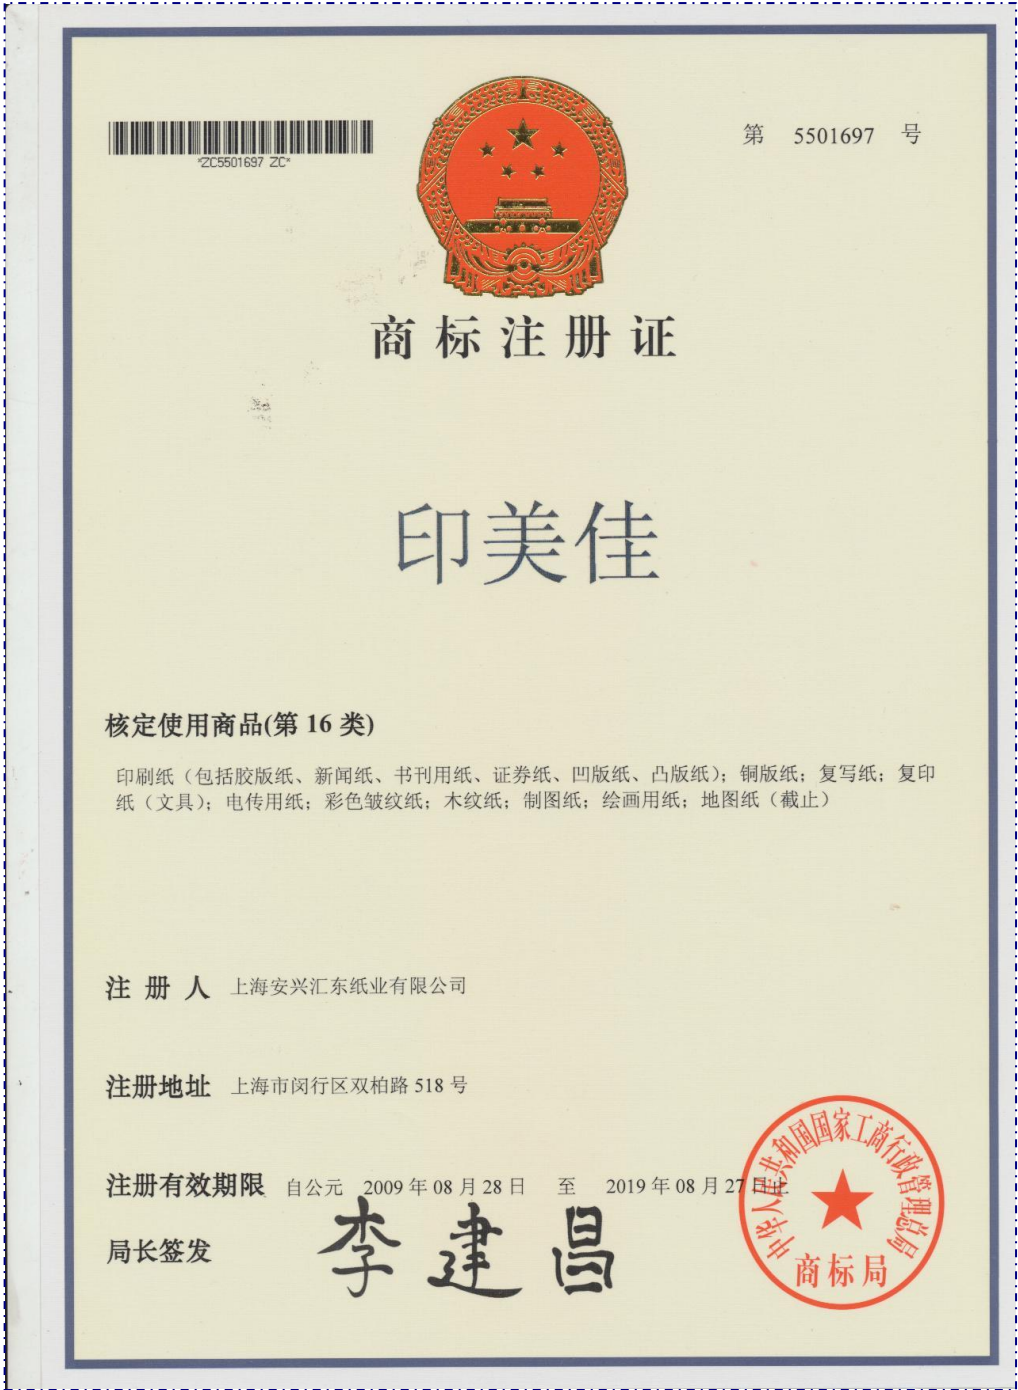 第 5501697 号
*ZC5501697 ZC*
商标注册证
印美佳
核定使用商品(第 16 类)
印刷纸（包括胶版纸、新闻纸、书刊用纸、证券纸、凹版纸、凸版纸）；铜版纸；复写纸；复印
纸（文具）；电传用纸；彩色皱纹纸；木纹纸；制图纸；绘画用纸；地图纸（截止）
注册人 上海安兴汇东纸业有限公司
注册地址 上海市闵行区双柏路 518 号
注册有效期限 自公元 2009 年 08 月 28 日 至 2019 年 08 月 27 日止
局长签发 李建昌
中华人民共和国国家工商行政管理总局
商标局